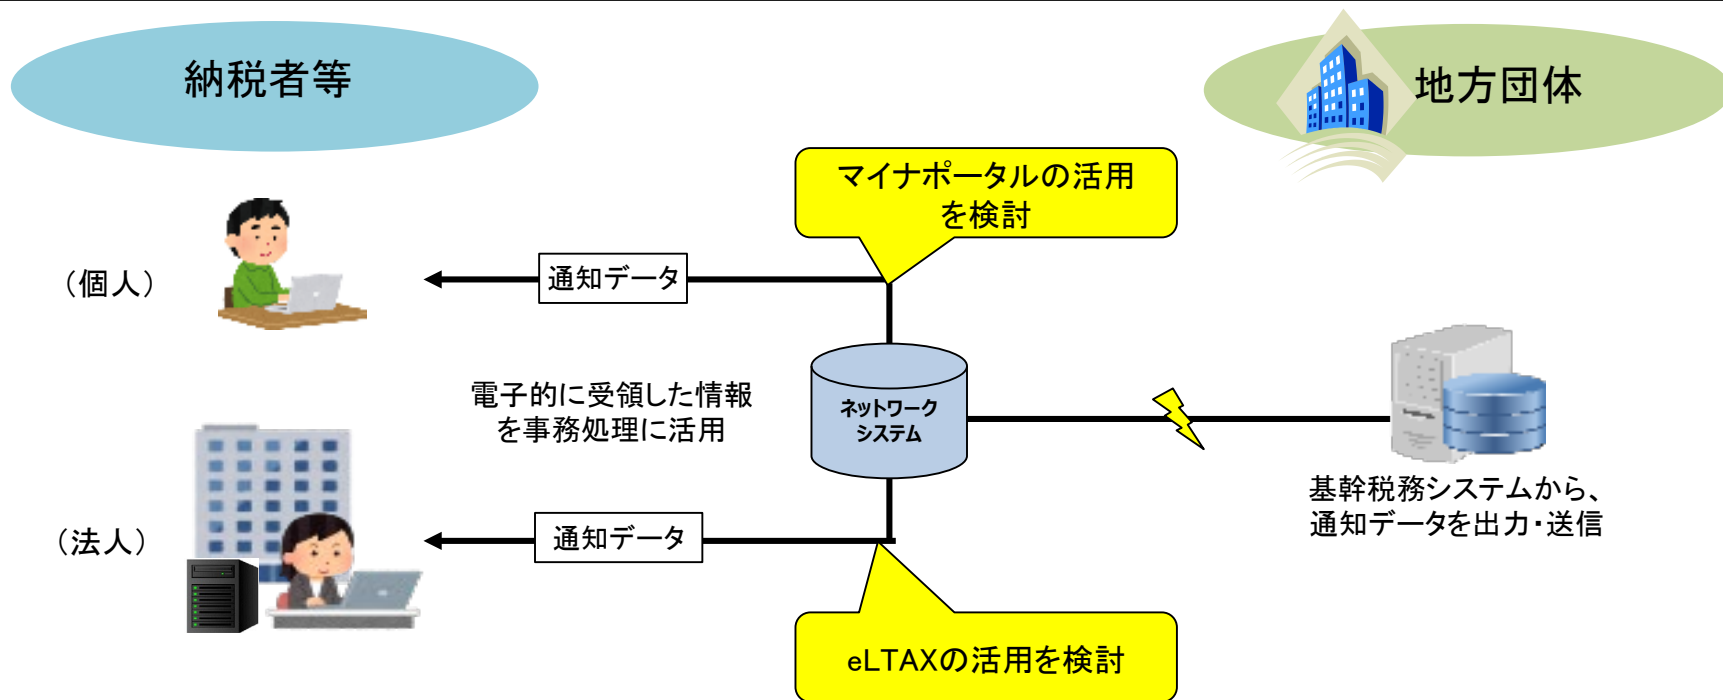 納税者等
地方団体
マイナポータルの活用
を検討
（個人）
通知データ
電子的に受領した情報
を事務処理に活用
ネットワーク
システム
基幹税務システムから、
通知データを出力・送信
（法人）
通知データ
eLTAXの活用を検討